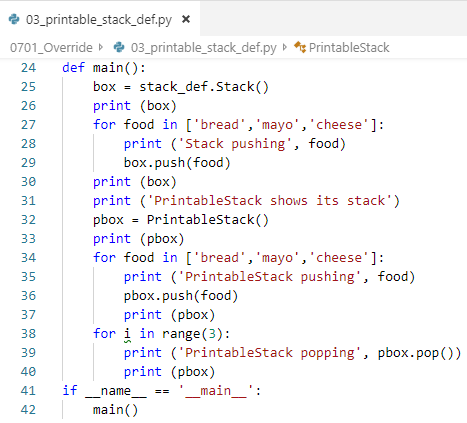 03_printable_stack_def.py ×
0701_Override > 03_printable_stack_def.py > PrintableStack
24 def main():
25     box = stack_def.Stack()
26     print (box)
27     for food in ['bread','mayo','cheese']:
28         print ('Stack pushing', food)
29         box.push(food)
30     print (box)
31     print ('PrintableStack shows its stack')
32     pbox = PrintableStack()
33     print (pbox)
34     for food in ['bread','mayo','cheese']:
35         print ('PrintableStack pushing', food)
36         pbox.push(food)
37         print (pbox)
38     for i in range(3):
39         print ('PrintableStack popping', pbox.pop())
40         print (pbox)
41 if __name__ == '__main__':
42     main()